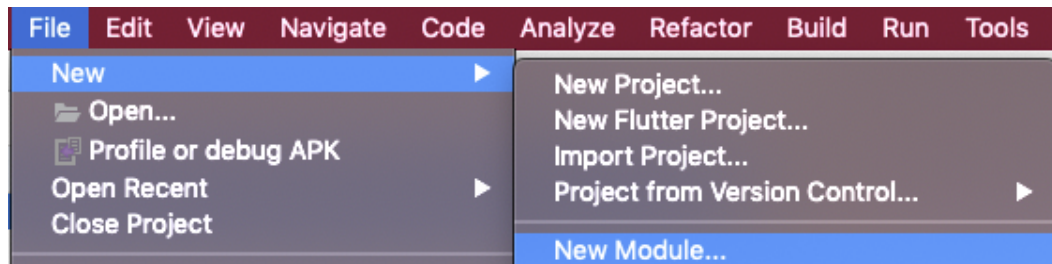 File Edit View Navigate Code Analyze Refactor Build Run Tools
New
Open...
Profile or debug APK
Open Recent
Close Project
New Project...
New Flutter Project...
Import Project...
Project from Version Control...
New Module...